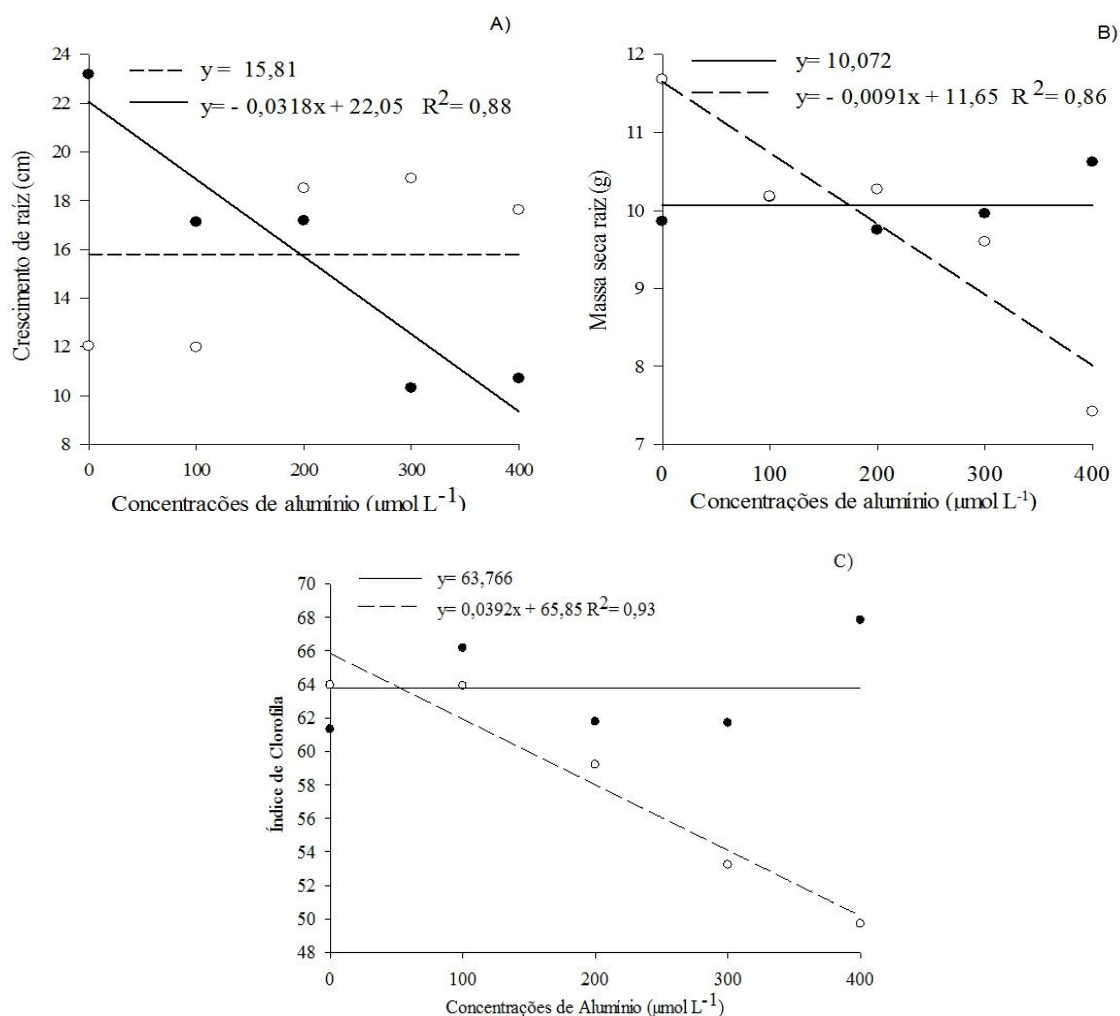 A)
y = 15,81
y= - 0,0318x + 22,05 R²= 0,88
24
22
20
18
16
14
12
10
8
Crescimento de raíz (cm)
0 100 200 300 400
Concentrações de alumínio (µmol L⁻¹)
B)
y= 10,072
y= - 0,0091x + 11,65 R ²= 0,86
12
11
10
9
8
7
Massa seca raiz (g)
0 100 200 300 400
Concentrações de alumínio (µmol L⁻¹)
C)
y= 63,766
y= 0,0392x + 65,85 R²= 0,93
70
68
66
64
62
60
58
56
54
52
50
48
Índice de Clorofila
0 100 200 300 400
Concentrações de Alumínio (µmol L⁻¹)